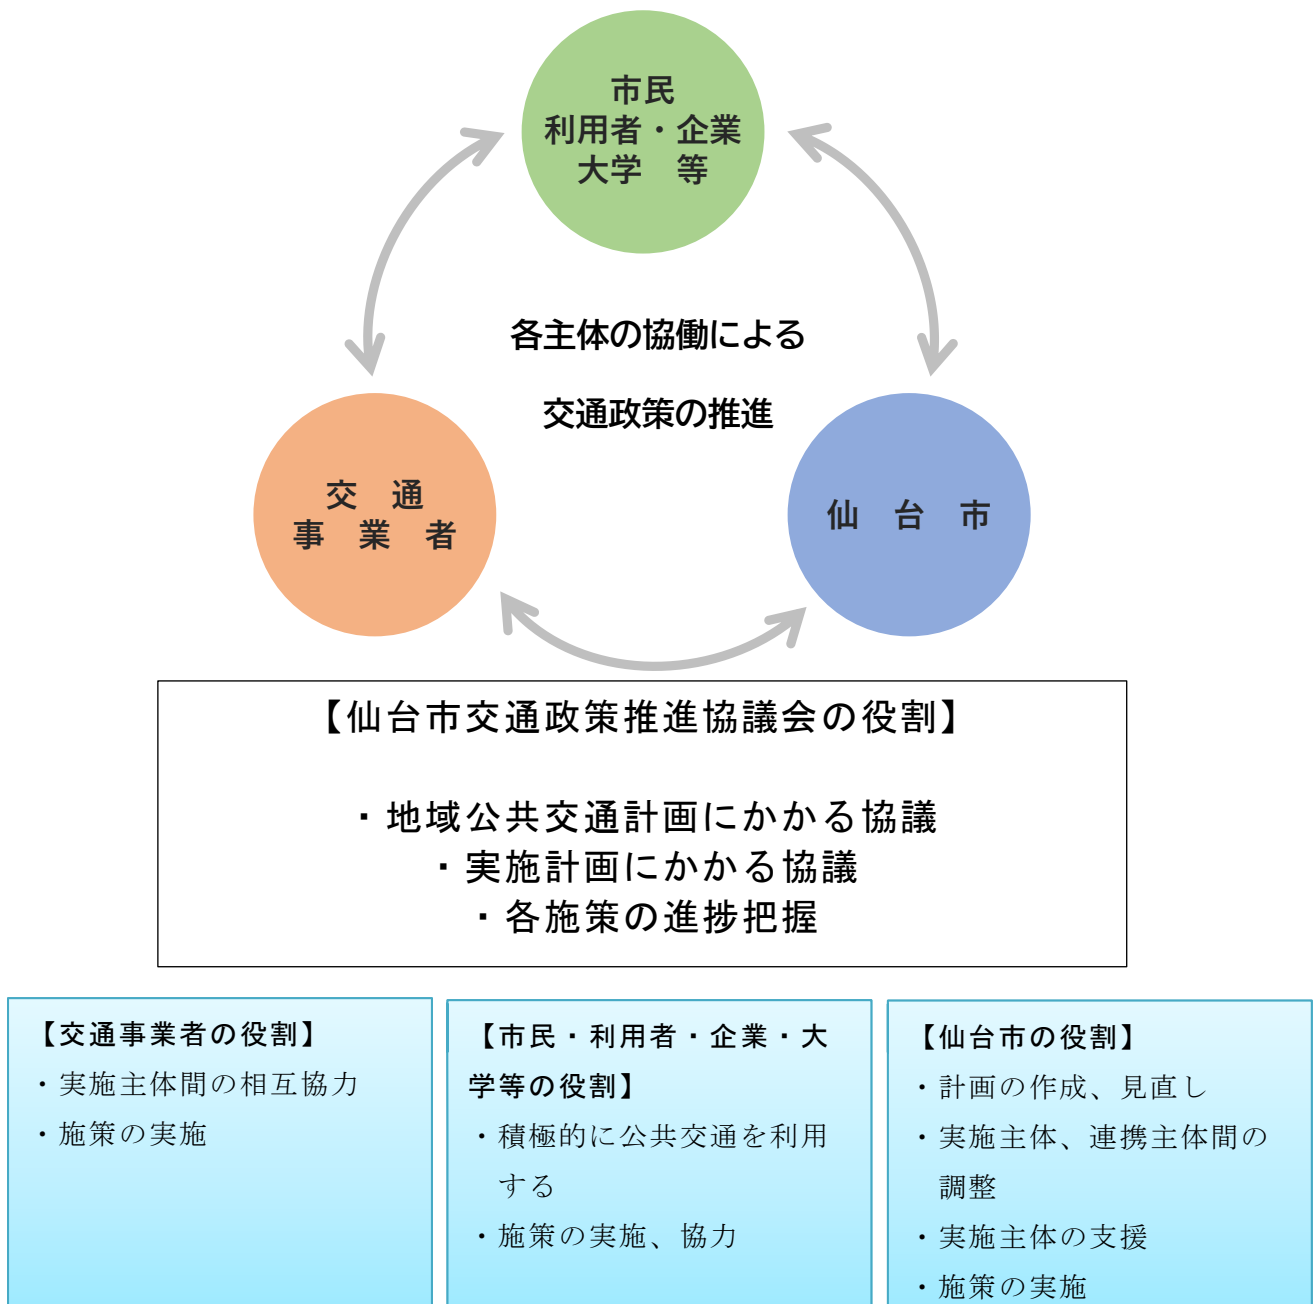 市民
利用者・企業
大学　等
各主体の協働による
交通政策の推進
交　通
事　業　者
仙　台　市
【仙台市交通政策推進協議会の役割】
・地域公共交通計画にかかる協議
・実施計画にかかる協議
・各施策の進捗把握
【交通事業者の役割】
・実施主体間の相互協力
・施策の実施
【市民・利用者・企業・大
学等の役割】
・積極的に公共交通を利用
する
・施策の実施、協力
【仙台市の役割】
・計画の作成、見直し
・実施主体、連携主体間の
調整
・実施主体の支援
・施策の実施